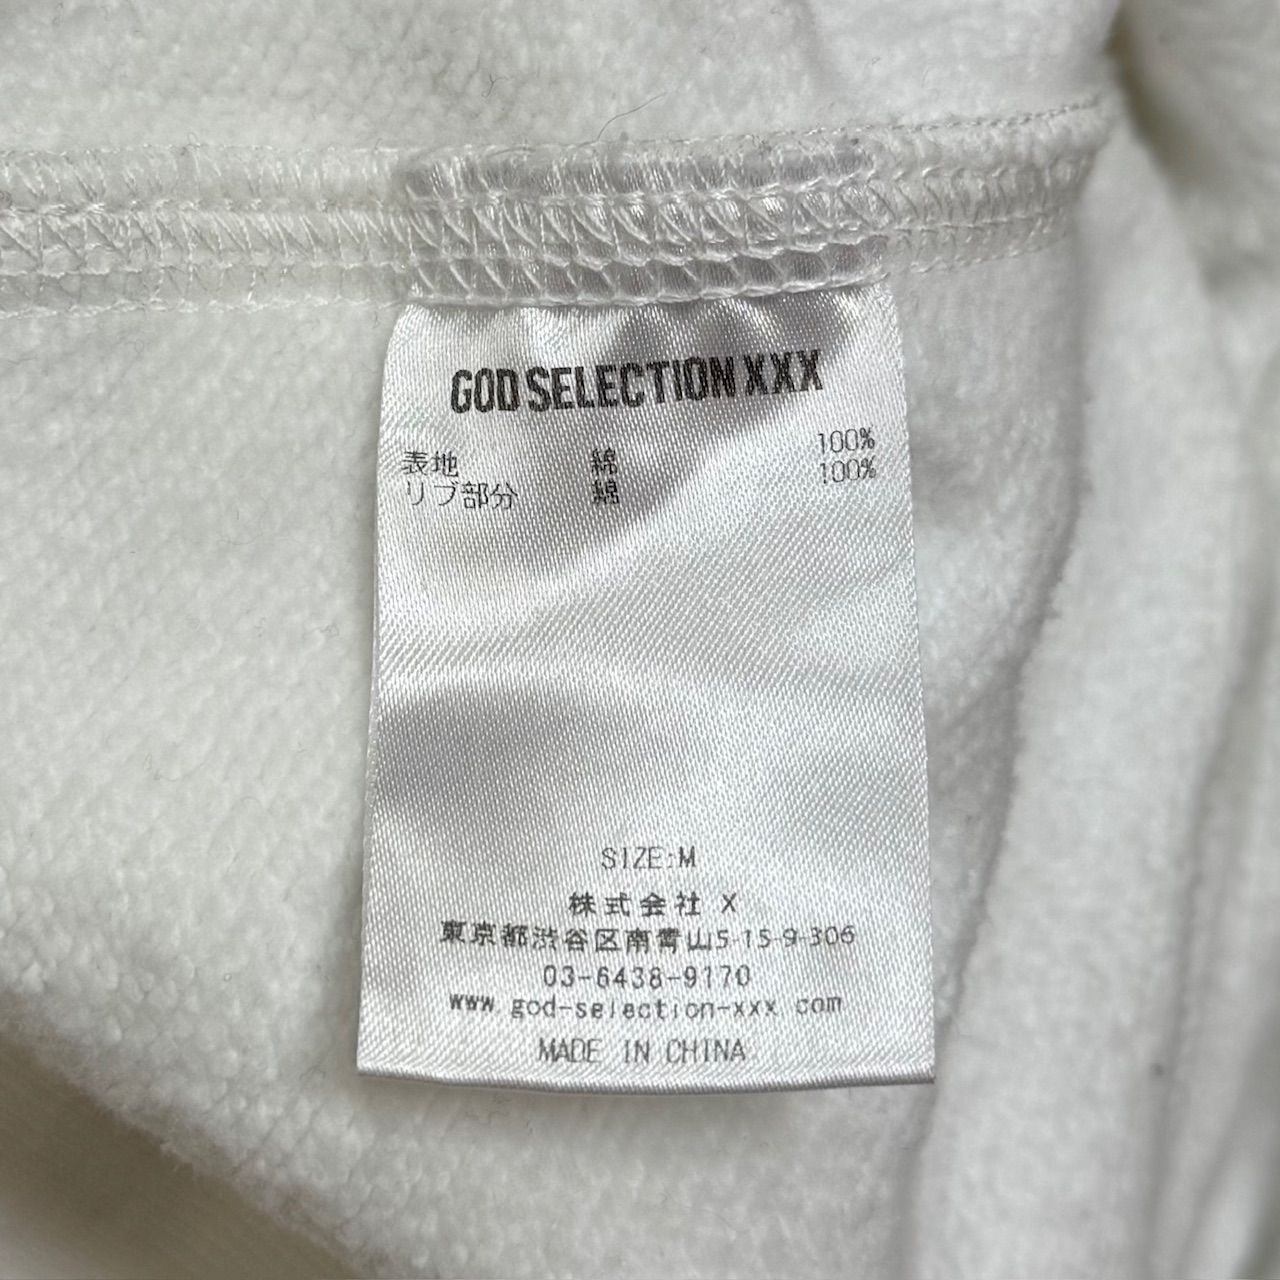 GOD SELECTION XXX
表地 綿 100%
リブ部分 綿 100%
SIZE:M
株式会社 X
東京都渋谷区南青山5-15-9-306
03-6438-9170
www.god-selection-xxx.com
MADE IN CHINA